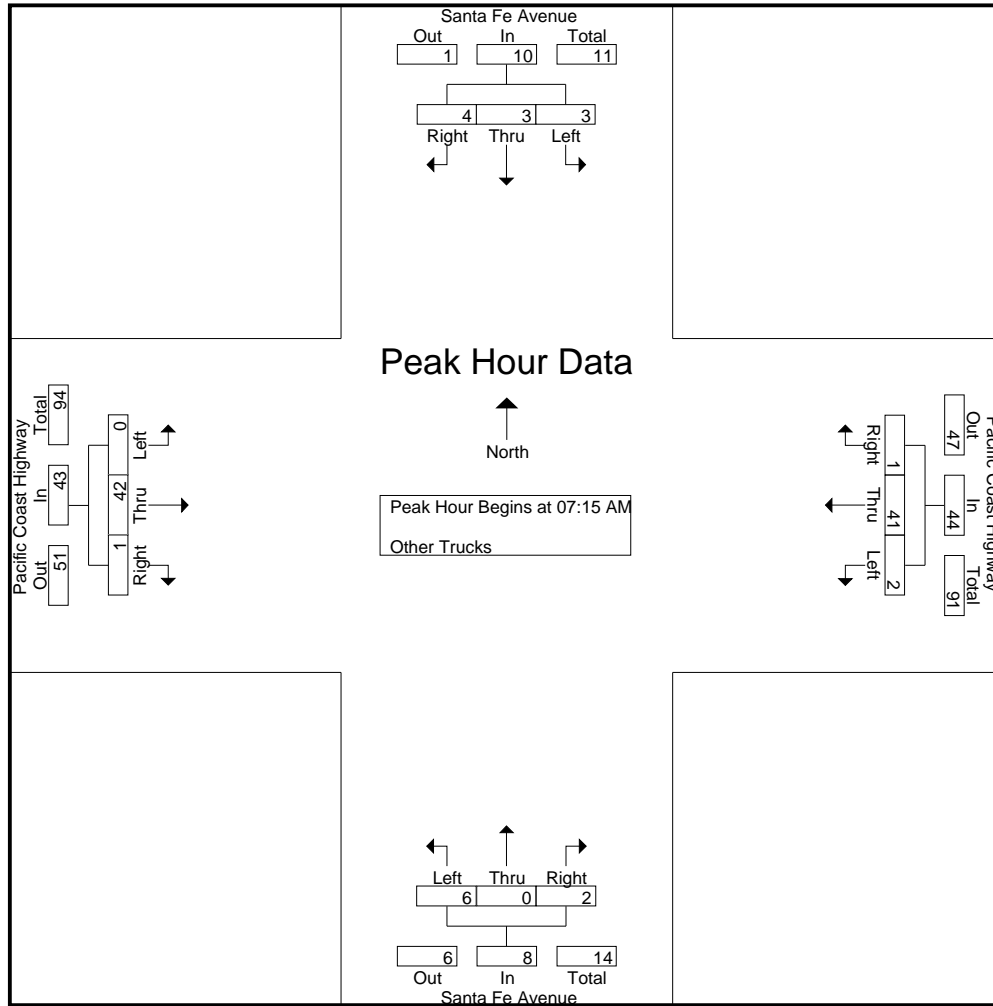 Santa Fe Avenue
Out In Total
1 10 11
4 3 3
Right Thru Left
Peak Hour Data
North
Peak Hour Begins at 07:15 AM
Other Trucks
Pacific Coast Highway
Total In Out
94 43 51
0 42 1
Left Thru Right
Pacific Coast Highway
Out In Total
47 44 91
1 41 2
Right Thru Left
Left Thru Right
6 0 2
6 8 14
Out In Total
Santa Fe Avenue